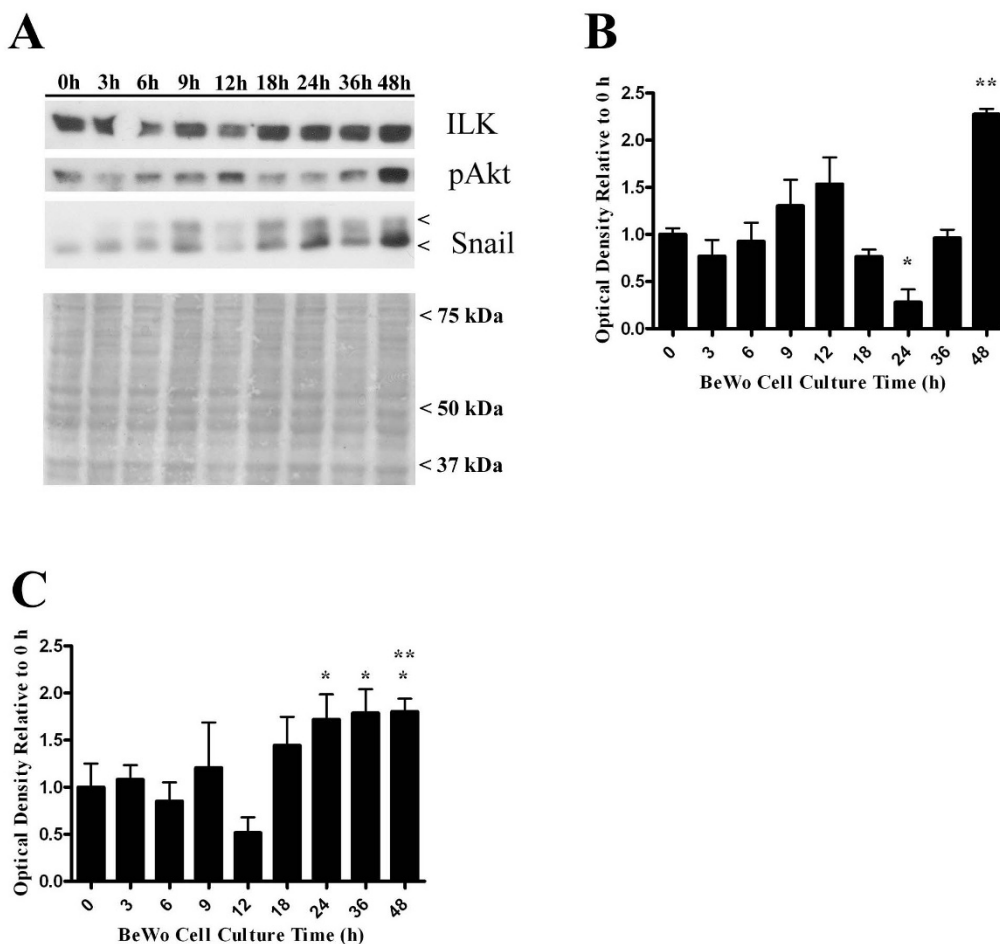 A
0h 3h 6h 9h 12h 18h 24h 36h 48h
ILK
pAkt
<
< Snail
< 75 kDa
< 50 kDa
< 37 kDa
B
Optical Density Relative to 0 h
2.5
2.0
1.5
1.0
0.5
0.0
*
**
0 3 6 9 12 18 24 36 48
BeWo Cell Culture Time (h)
C
Optical Density Relative to 0 h
2.5
2.0
1.5
1.0
0.5
0.0
**
* * *
0 3 6 9 12 18 24 36 48
BeWo Cell Culture Time (h)